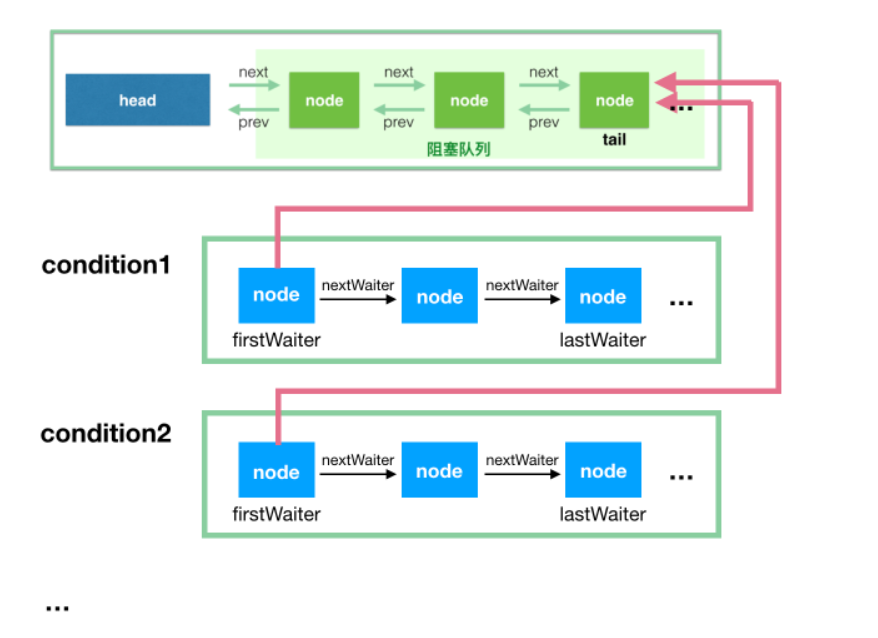 next next next
head node node node ...
prev prev prev
阻塞队列 tail
condition1
node nextWaiter node nextWaiter node ...
firstWaiter lastWaiter
condition2
node nextWaiter node nextWaiter node ...
firstWaiter lastWaiter
...